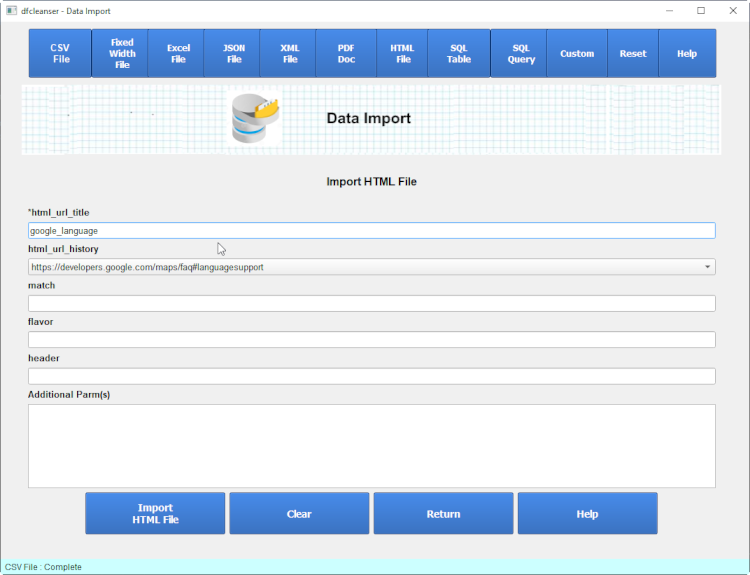 dfcleanser - Data Import
CSV
File
Fixed
Width
File
Excel
File
JSON
File
XML
File
PDF
Doc
HTML
File
SQL
Table
SQL
Query
Custom
Reset
Help
Data Import
Import HTML File
*html_url_title
google_language
html_url_history
https://developers.google.com/maps/faq#languagesupport
match
flavor
header
Additional Parm(s)
Import
HTML File
Clear
Return
Help
CSV File : Complete